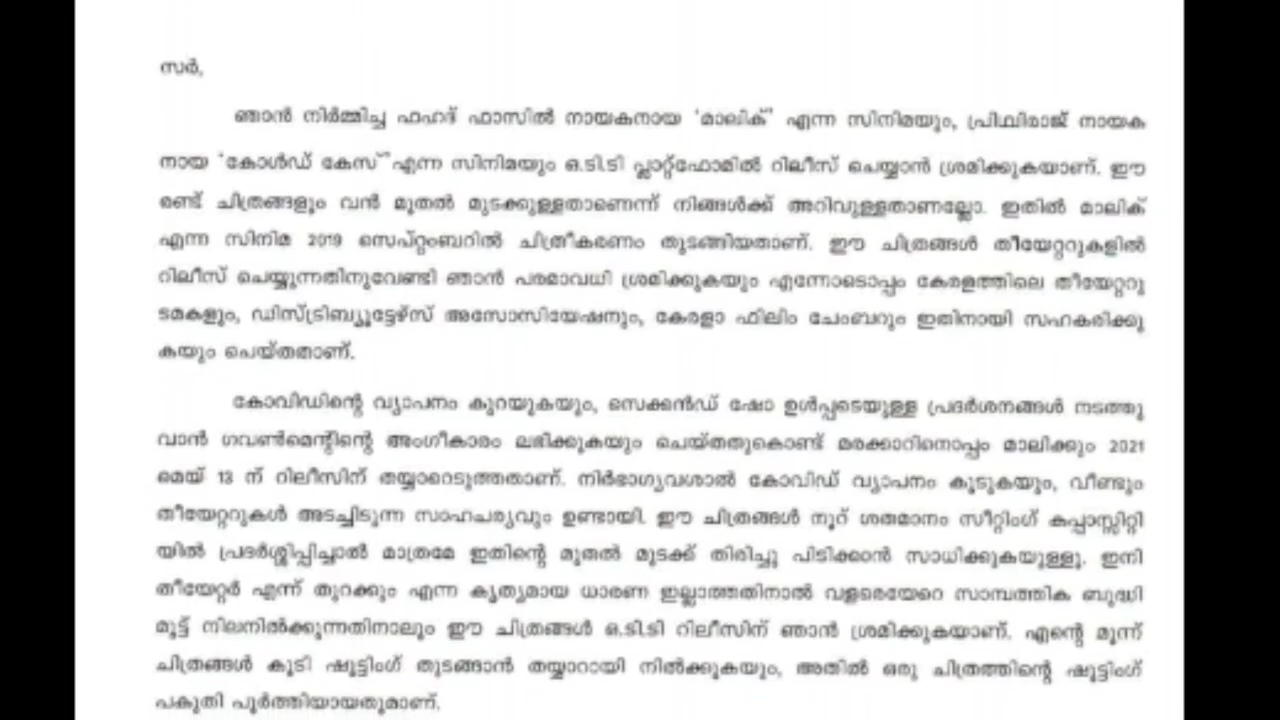 സർ,
ഞാൻ നിർമ്മിച്ച ഫഹദ് ഫാസിൽ നായകനായ 'മാലിക്' എന്ന സിനിമയും, പ്രിഥ്വിരാജ് നായക
നായ 'കോൾഡ് കേസ്' എന്ന സിനിമയും ഒ.ടി.ടി പ്ലാറ്റ്ഫോമിൽ റിലീസ് ചെയ്യാൻ ശ്രമിക്കുകയാണ്. ഈ
രണ്ട് ചിത്രങ്ങളും വൻ മുതൽ മുടക്കുള്ളതാണെന്ന് നിങ്ങൾക്ക് അറിവുള്ളതാണല്ലോ. ഇതിൽ മാലിക്
എന്ന സിനിമ 2019 സെപ്റ്റംബറിൽ ചിത്രീകരണം തുടങ്ങിയതാണ്. ഈ ചിത്രങ്ങൾ തീയേറ്ററുകളിൽ
റിലീസ് ചെയ്യുന്നതിനുവേണ്ടി ഞാൻ പരമാവധി ശ്രമിക്കുകയും എന്നോടൊപ്പം കേരളത്തിലെ തീയേറ്ററു
ടമകളും, ഡിസ്ട്രിബ്യൂട്ടേഴ്സ് അസോസിയേഷനും, കേരളാ ഫിലിം ചേംബറും ഇതിനായി സഹകരിക്കു
കയും ചെയ്തതാണ്.
കോവിഡിന്റെ വ്യാപനം കുറയുകയും, സെക്കൻഡ് ഷോ ഉൾപ്പടെയുള്ള പ്രദർശനങ്ങൾ നടത്തു
വാൻ ഗവൺമെന്റിന്റെ അംഗീകാരം ലഭിക്കുകയും ചെയ്തതുകൊണ്ട് മരക്കാറിനൊപ്പം മാലിക്കും 2021
മെയ് 13 ന് റിലീസിന് തയ്യാറെടുത്തതാണ്. നിർഭാഗ്യവശാൽ കോവിഡ് വ്യാപനം കൂടുകയും, വീണ്ടും
തീയേറ്ററുകൾ അടച്ചിടുന്ന സാഹചര്യവും ഉണ്ടായി. ഈ ചിത്രങ്ങൾ നൂറ് ശതമാനം സീറ്റിംഗ് കപ്പാസ്സിറ്റി
യിൽ പ്രദർശ്ശിപ്പിച്ചാൽ മാത്രമേ ഇതിന്റെ മുതൽ മുടക്ക് തിരിച്ചു പിടിക്കാൻ സാധിക്കുകയുള്ളു. ഇനി
തീയേറ്റർ എന്ന് തുറക്കും എന്ന കൃത്യമായ ധാരണ ഇല്ലാത്തതിനാൽ വളരെയേറെ സാമ്പത്തിക ബുദ്ധി
മുട്ട് നിലനിൽക്കുന്നതിനാലും ഈ ചിത്രങ്ങൾ ഒ.ടി.ടി റിലീസിന് ഞാൻ ശ്രമിക്കുകയാണ്. എന്റെ മൂന്ന്
ചിത്രങ്ങൾ കൂടി ഷൂട്ടിംഗ് തുടങ്ങാൻ തയ്യാറായി നിൽക്കുകയും, അതിൽ ഒരു ചിത്രത്തിന്റെ ഷൂട്ടിംഗ്
പകുതി പൂർത്തിയായതുമാണ്.